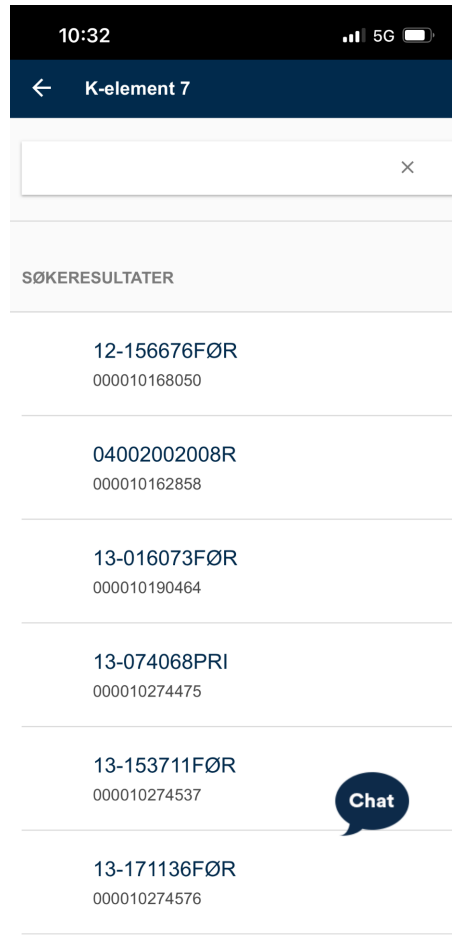 10:32
5G
K-element 7
SØKERESULTATER
12-156676FØR
000010168050
04002002008R
000010162858
13-016073FØR
000010190464
13-074068PRI
000010274475
13-153711FØR
000010274537
Chat
13-171136FØR
000010274576